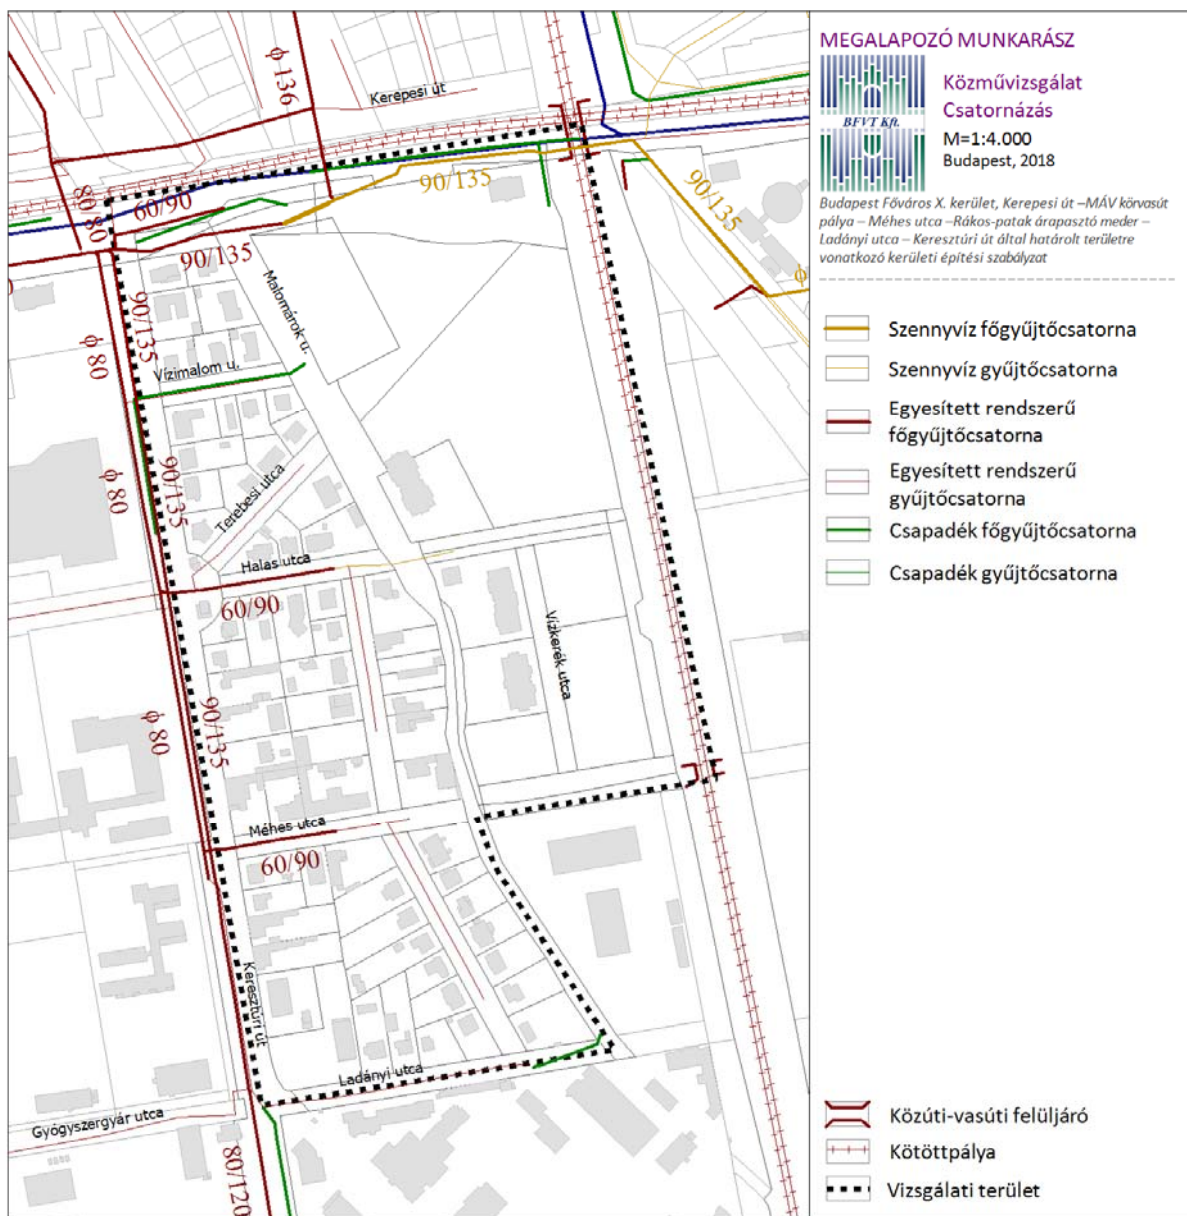 MEGALAPOZÓ MUNKARÁSZ
BFVT Kft.
Közművizsgálat
Csatornázás
M=1:4.000
Budapest, 2018
Budapest Főváros X. kerület, Kerepesi út –MÁV körvasút
pálya – Méhes utca –Rákos-patak árapasztó meder –
Ladányi utca – Keresztúri út által határolt területre
vonatkozó kerületi építési szabályzat
Szennyvíz főgyűjtőcsatorna
Szennyvíz gyűjtőcsatorna
Egyesített rendszerű
főgyűjtőcsatorna
Egyesített rendszerű
gyűjtőcsatorna
Csapadék főgyűjtőcsatorna
Csapadék gyűjtőcsatorna
Közúti-vasúti felüljáró
Kötöttpálya
Vizsgálati terület
ϕ 136
Kerepesi út
80/80
60/90
90/135
90/135
90/135
ϕ
ϕ 80
90/135
Malomárok u.
Vízimalom u.
ϕ 80
90/135
Terebesi utca
Halas utca
60/90
Vízkerék utca
ϕ 80
90/135
Méhes utca
60/90
Keresztúri út
Ladányi utca
Gyógyszergyár utca
80/120